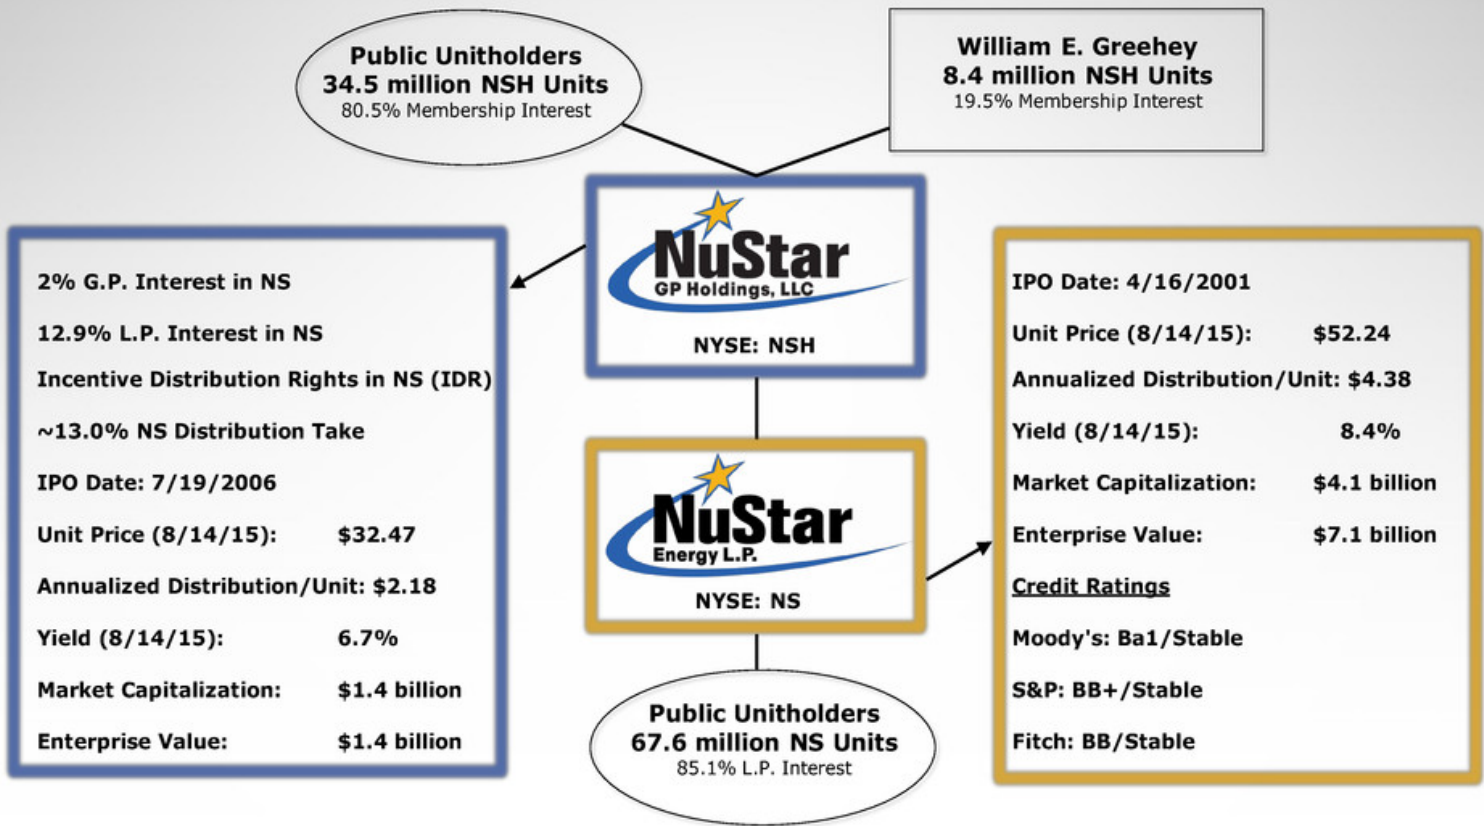 Public Unitholders
34.5 million NSH Units
80.5% Membership Interest
William E. Greehey
8.4 million NSH Units
19.5% Membership Interest
NuStar
GP Holdings, LLC
NYSE: NSH
2% G.P. Interest in NS
12.9% L.P. Interest in NS
Incentive Distribution Rights in NS (IDR)
~13.0% NS Distribution Take
IPO Date: 7/19/2006
Unit Price (8/14/15): $32.47
Annualized Distribution/Unit: $2.18
Yield (8/14/15): 6.7%
Market Capitalization: $1.4 billion
Enterprise Value: $1.4 billion
NuStar
Energy L.P.
NYSE: NS
IPO Date: 4/16/2001
Unit Price (8/14/15): $52.24
Annualized Distribution/Unit: $4.38
Yield (8/14/15): 8.4%
Market Capitalization: $4.1 billion
Enterprise Value: $7.1 billion
Credit Ratings
Moody's: Ba1/Stable
S&P: BB+/Stable
Fitch: BB/Stable
Public Unitholders
67.6 million NS Units
85.1% L.P. Interest